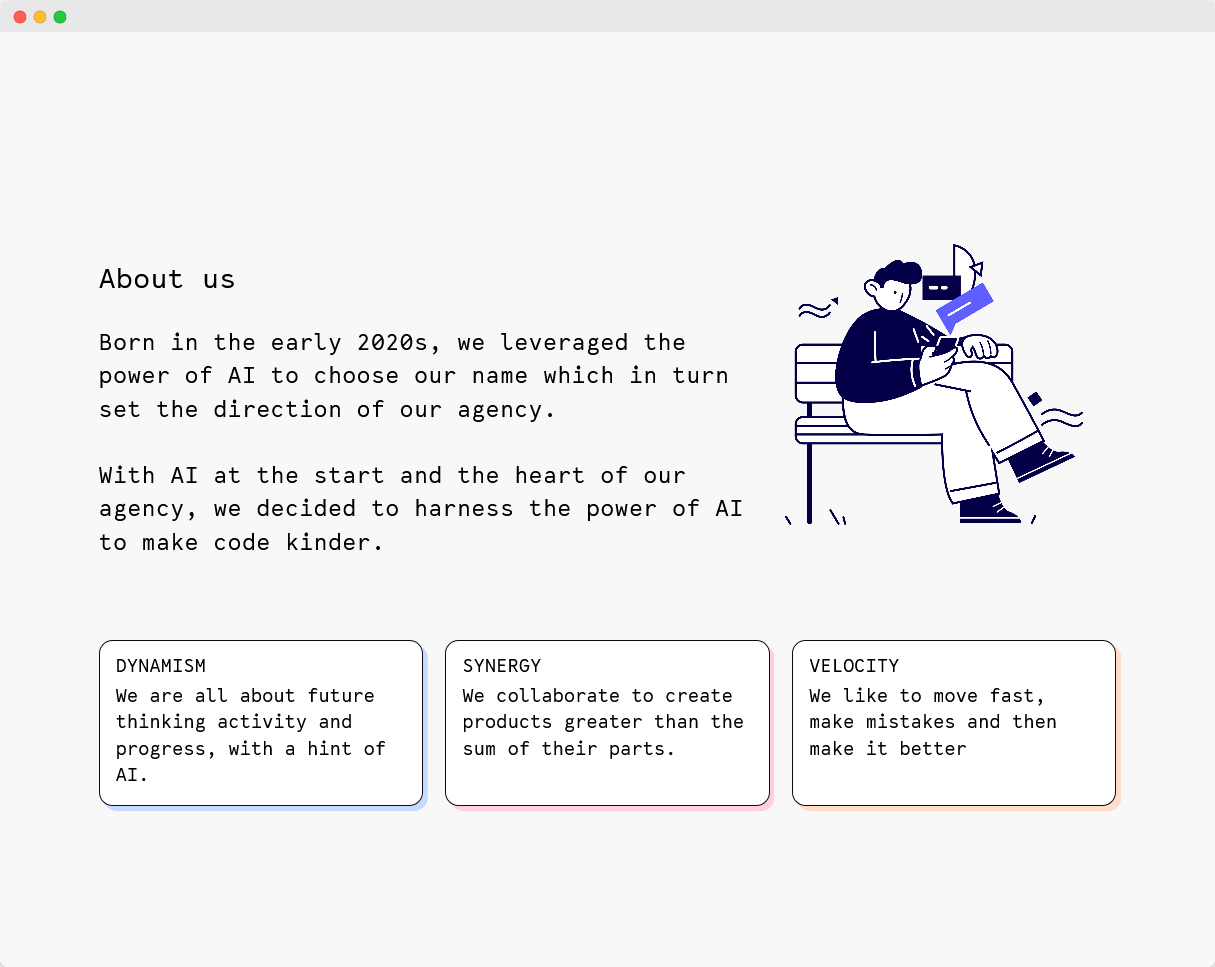 About us
Born in the early 2020s, we leveraged the
power of AI to choose our name which in turn
set the direction of our agency.
With AI at the start and the heart of our
agency, we decided to harness the power of AI
to make code kinder.
DYNAMISM
We are all about future
thinking activity and
progress, with a hint of
AI.
SYNERGY
We collaborate to create
products greater than the
sum of their parts.
VELOCITY
We like to move fast,
make mistakes and then
make it better